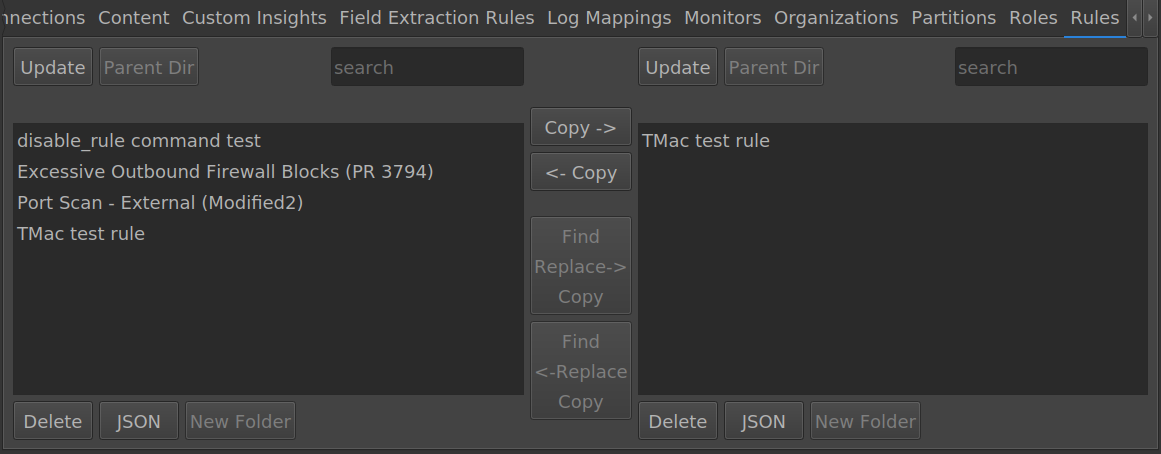 nnections Content Custom Insights Field Extraction Rules Log Mappings Monitors Organizations Partitions Roles Rules
Update Parent Dir search
disable_rule command test
Excessive Outbound Firewall Blocks (PR 3794)
Port Scan - External (Modified2)
TMac test rule
Delete JSON New Folder
Copy ->
<- Copy
Find
Replace->
Copy
Find
<-Replace
Copy
Update Parent Dir search
TMac test rule
Delete JSON New Folder